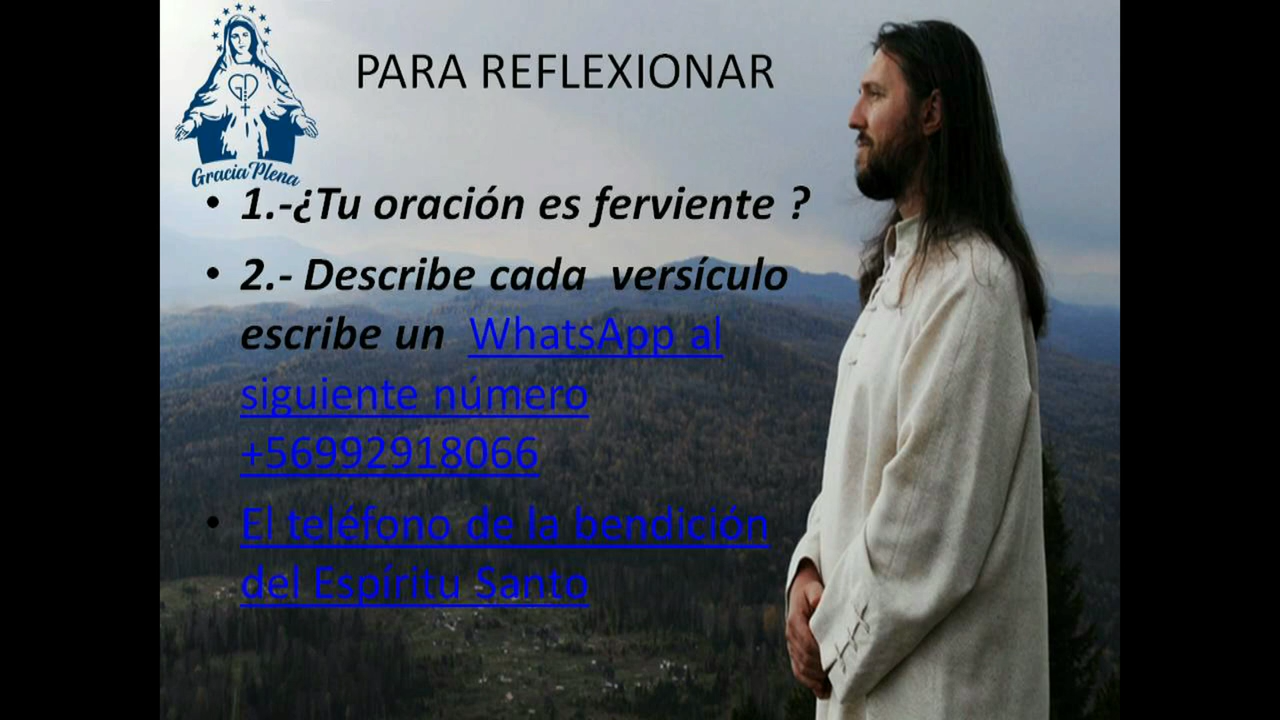 PARA REFLEXIONAR
Gracia Plena
• 1.-¿Tu oración es ferviente ?
• 2.- Describe cada versículo
escribe un WhatsApp al
siguiente número
+56992918066
• El teléfono de la bendición
del Espíritu Santo